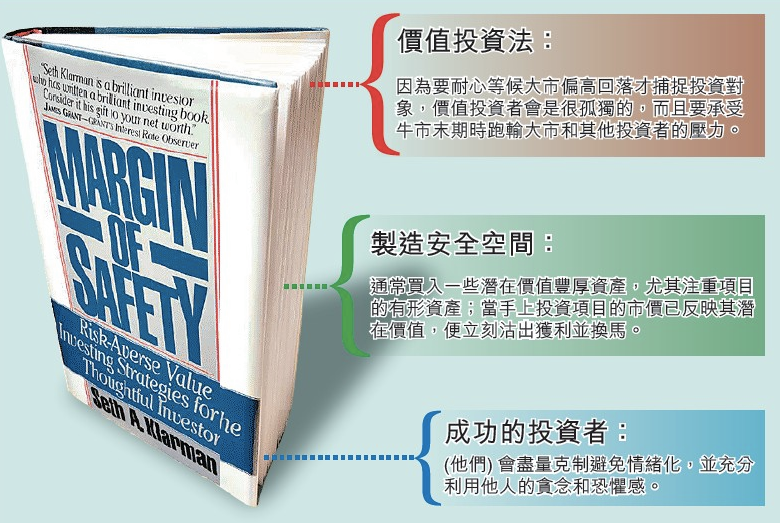 "Seth Klarman is a brilliant investor
who has written a brilliant investing book.
Consider it his gift to your net worth."
JAMES GRANT—GRANT'S Interest Rate Observer
MARGIN
OF
SAFETY
Risk-Averse Value
Investing Strategies for he
Thoughtful Investor
Seth A. Klarman
價值投資法：
因為要耐心等候大市偏高回落才捕捉投資對
象，價值投資者會是很孤獨的，而且要承受
牛市末期時跑輸大市和其他投資者的壓力。
製造安全空間：
通常買入一些潛在價值豐厚資產，尤其注重項目
的有形資產；當手上投資項目的市價已反映其潛
在價值，便立刻沽出獲利並換馬。
成功的投資者：
(他們) 會盡量克制避免情緒化，並充分
利用他人的貪念和恐懼感。